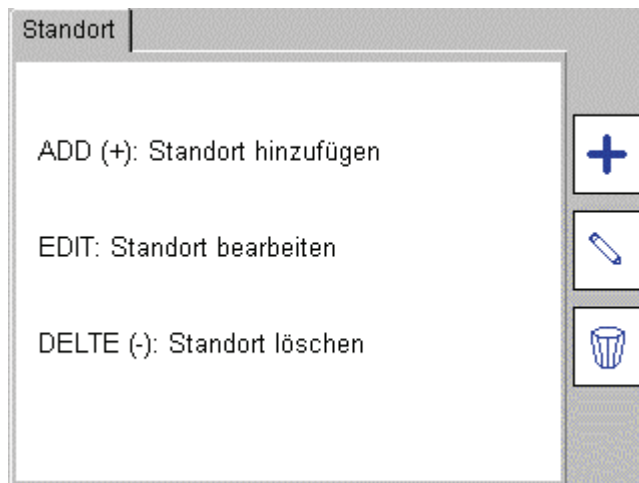 Standort
ADD (+): Standort hinzufügen
EDIT: Standort bearbeiten
DELTE (-): Standort löschen